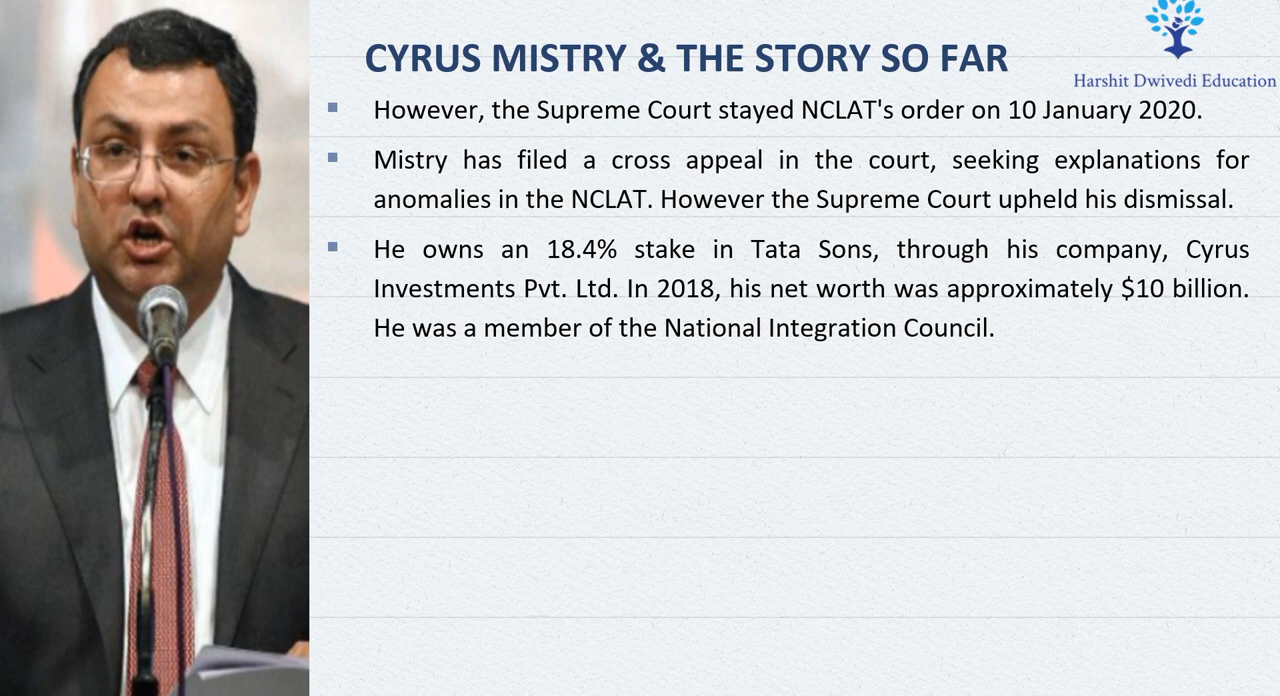 CYRUS MISTRY & THE STORY SO FAR
Harshit Dwivedi Education
However, the Supreme Court stayed NCLAT's order on 10 January 2020.
Mistry has filed a cross appeal in the court, seeking explanations for
anomalies in the NCLAT. However the Supreme Court upheld his dismissal.
He owns an 18.4% stake in Tata Sons, through his company, Cyrus
Investments Pvt. Ltd. In 2018, his net worth was approximately $10 billion.
He was a member of the National Integration Council.